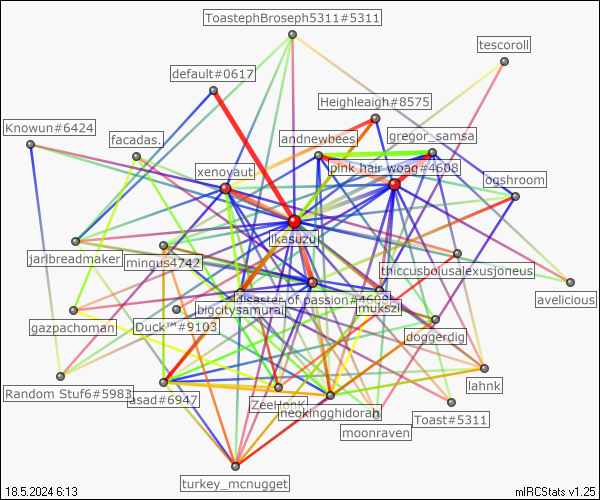 ToastephBroseph5311#5311
tescoroll
default#0617
Heighleaigh#8575
Knowun#6424
facadas.
andnewbees
gregor_samsa
xenoyaut
pink hair woag#4608
ogshroom
ikasuzu
jarlbreadmaker
mingus4742
thiccusbolusalexusjoneus
disaster of passion#4698
avelicious
gazpachoman
bigcitysamurai
mukszi
Duck™#9103
doggerdig
Random Stuf6#5983
asad#6947
ZeeHonK
neokingghidorah
lahnk
Toast#5311
moonraven
turkey_mcnugget
18.5.2024 6:13
mIRCStats v1.25